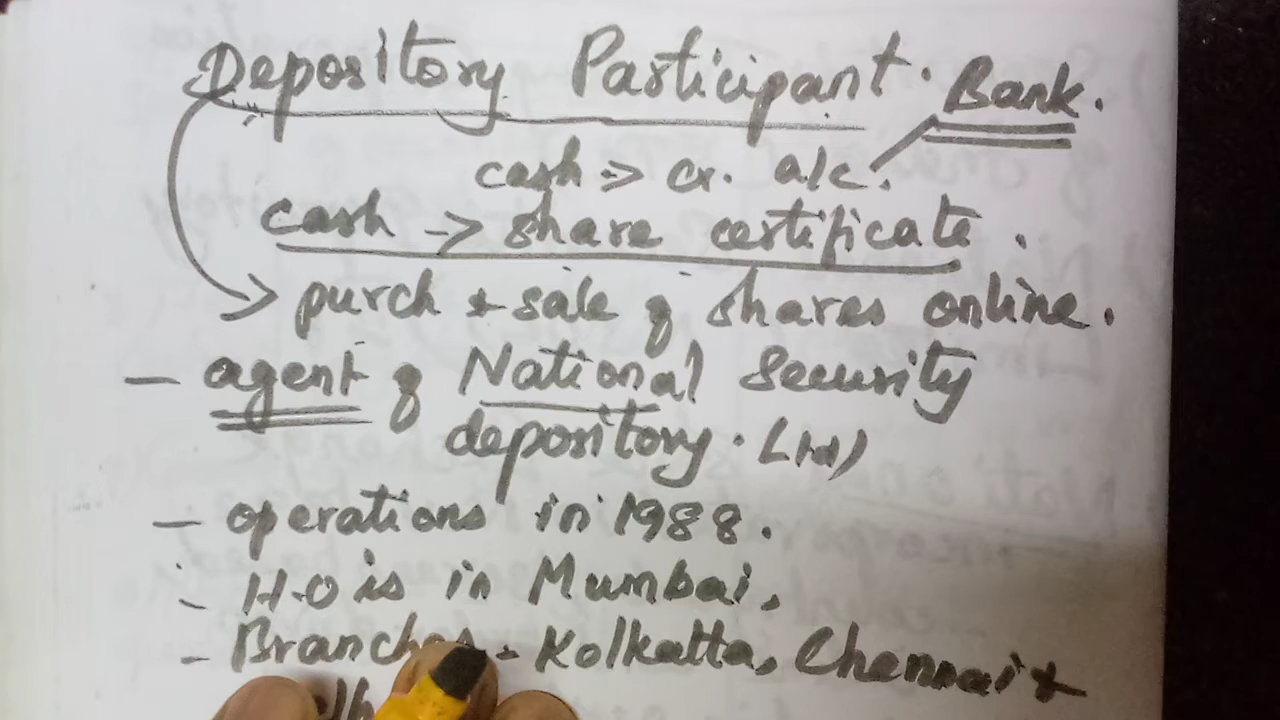 Depository Participant. Bank.
cash -> cr. a/c.
cash -> share certificate.
-> purch & sale of shares online.
- agent of National Security
depository. Ltd)
- operations in 1988.
- H.O is in Mumbai.
- Branches - Kolkatta, Chennai &